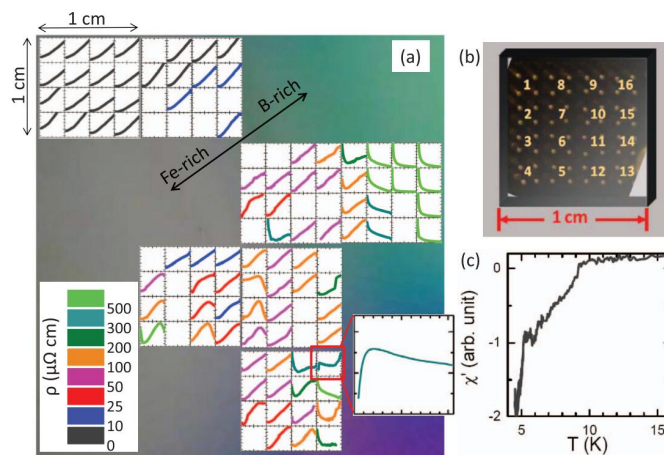 1 cm
1 cm
(a)
B-rich
Fe-rich
ρ (μΩ cm)
500
300
200
100
50
25
10
0
(b)
1 8 9 16
2 7 10 15
3 6 11 14
4 5 12 13
1 cm
(c)
χ' (arb. unit)
0
-1
-2
5 10 15
T (K)